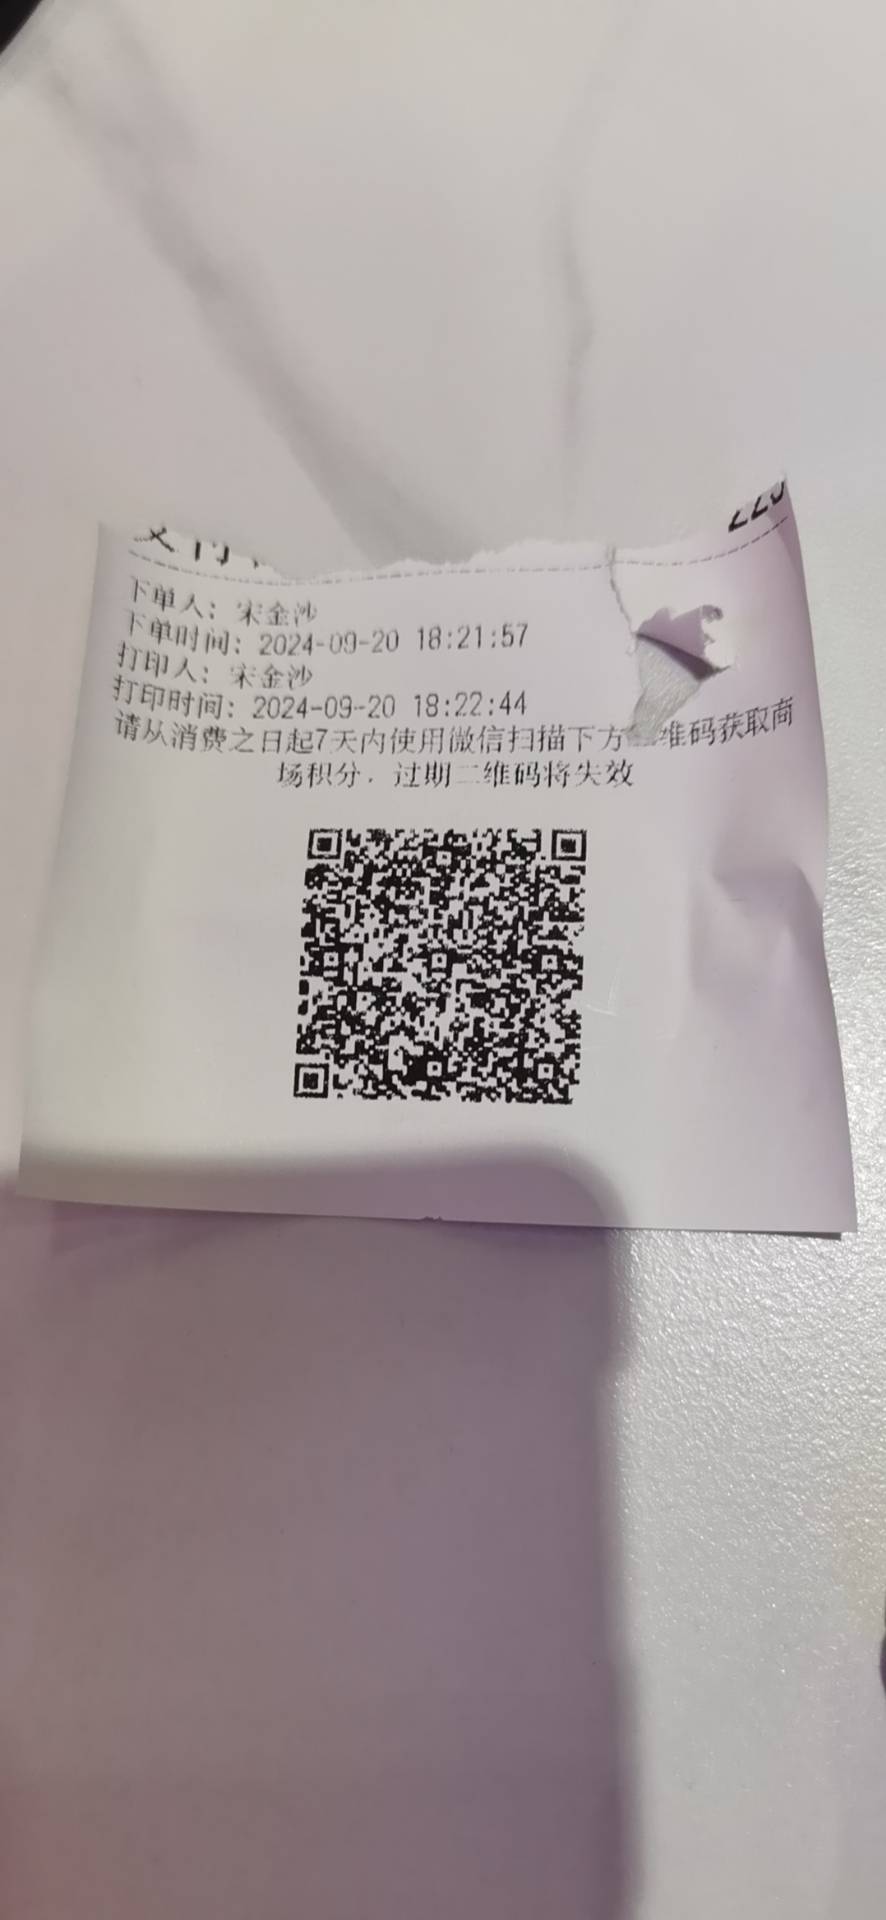 下单人：宋金沙
下单时间：2024-09-20 18:21:57
打印人：宋金沙
打印时间：2024-09-20 18:22:44
请从消费之日起7天内使用微信扫描下方二维码获取商
场积分，过期二维码将失效